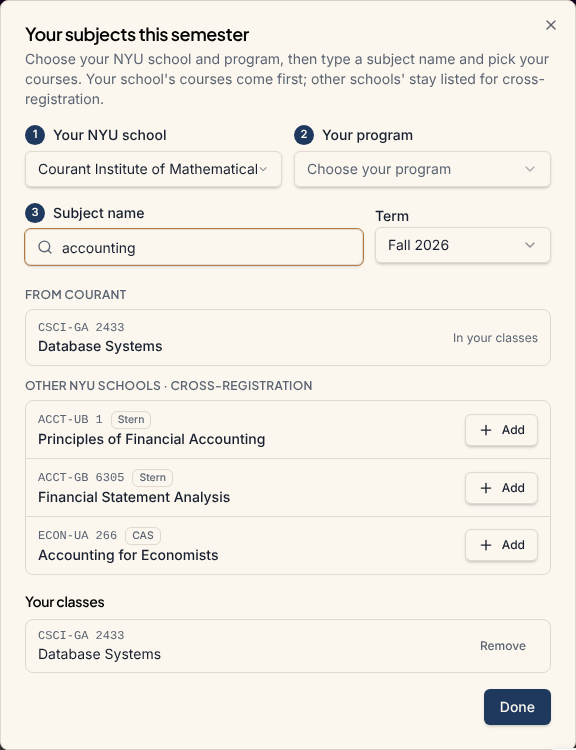 Your subjects this semester
Choose your NYU school and program, then type a subject name and pick your
courses. Your school's courses come first; other schools' stay listed for cross-
registration.
1 Your NYU school
2 Your program
Courant Institute of Mathematical
Choose your program
3 Subject name
Term
accounting
Fall 2026
FROM COURANT
CSCI-GA 2433
Database Systems
In your classes
OTHER NYU SCHOOLS · CROSS-REGISTRATION
ACCT-UB 1 Stern
Principles of Financial Accounting
+ Add
ACCT-GB 6305 Stern
Financial Statement Analysis
+ Add
ECON-UA 266 CAS
Accounting for Economists
+ Add
Your classes
CSCI-GA 2433
Database Systems
Remove
Done